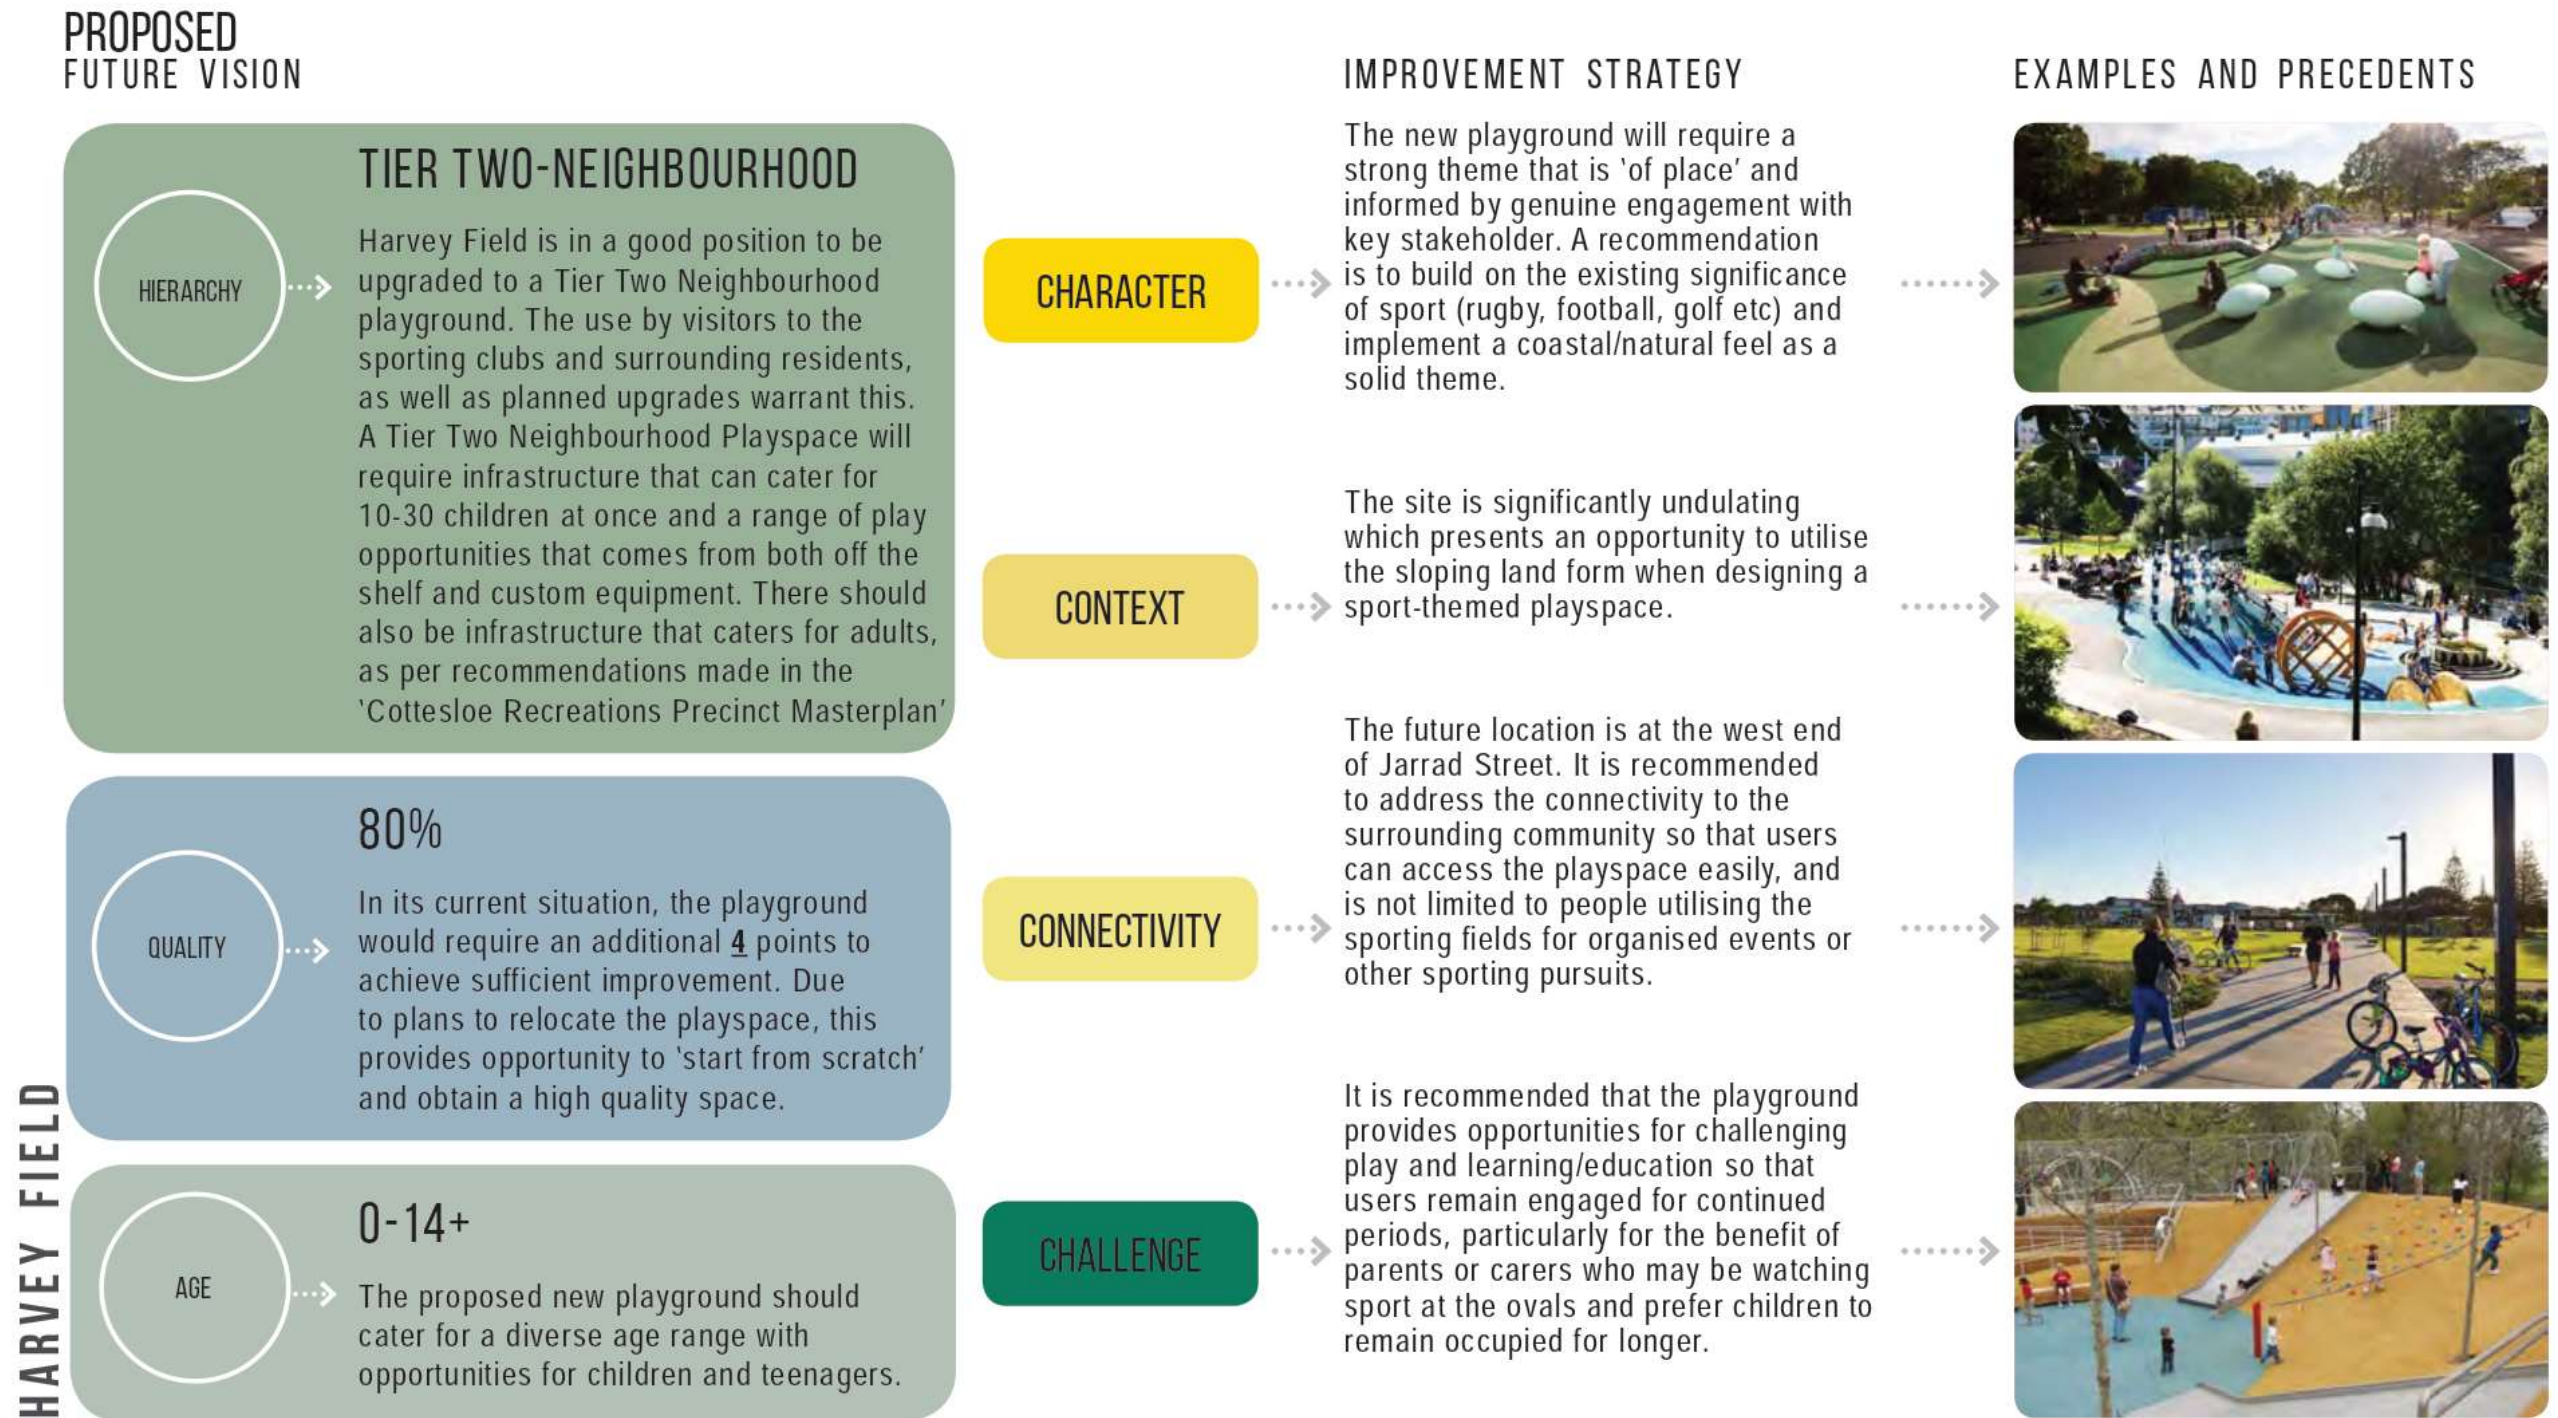 PROPOSED
FUTURE VISION
HIERARCHY
TIER TWO-NEIGHBOURHOOD
Harvey Field is in a good position to be
upgraded to a Tier Two Neighbourhood
playground. The use by visitors to the
sporting clubs and surrounding residents,
as well as planned upgrades warrant this.
A Tier Two Neighbourhood Playspace will
require infrastructure that can cater for
10-30 children at once and a range of play
opportunities that comes from both off the
shelf and custom equipment. There should
also be infrastructure that caters for adults,
as per recommendations made in the
'Cottesloe Recreations Precinct Masterplan'
QUALITY
80%
In its current situation, the playground
would require an additional 4 points to
achieve sufficient improvement. Due
to plans to relocate the playspace, this
provides opportunity to 'start from scratch'
and obtain a high quality space.
AGE
0-14+
The proposed new playground should
cater for a diverse age range with
opportunities for children and teenagers.
HARVEY FIELD
IMPROVEMENT STRATEGY
CHARACTER
The new playground will require a
strong theme that is 'of place' and
informed by genuine engagement with
key stakeholder. A recommendation
is to build on the existing significance
of sport (rugby, football, golf etc) and
implement a coastal/natural feel as a
solid theme.
CONTEXT
The site is significantly undulating
which presents an opportunity to utilise
the sloping land form when designing a
sport-themed playspace.
CONNECTIVITY
The future location is at the west end
of Jarrad Street. It is recommended
to address the connectivity to the
surrounding community so that users
can access the playspace easily, and
is not limited to people utilising the
sporting fields for organised events or
other sporting pursuits.
CHALLENGE
It is recommended that the playground
provides opportunities for challenging
play and learning/education so that
users remain engaged for continued
periods, particularly for the benefit of
parents or carers who may be watching
sport at the ovals and prefer children to
remain occupied for longer.
EXAMPLES AND PRECEDENTS